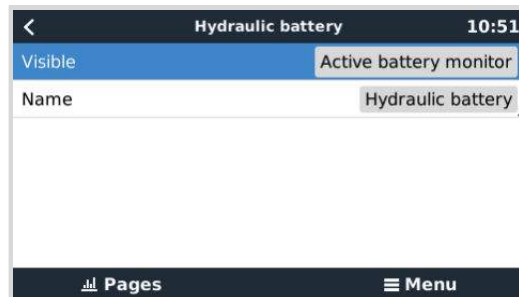 Hydraulic battery 10:51
Visible Active battery monitor
Name Hydraulic battery
Pages Menu